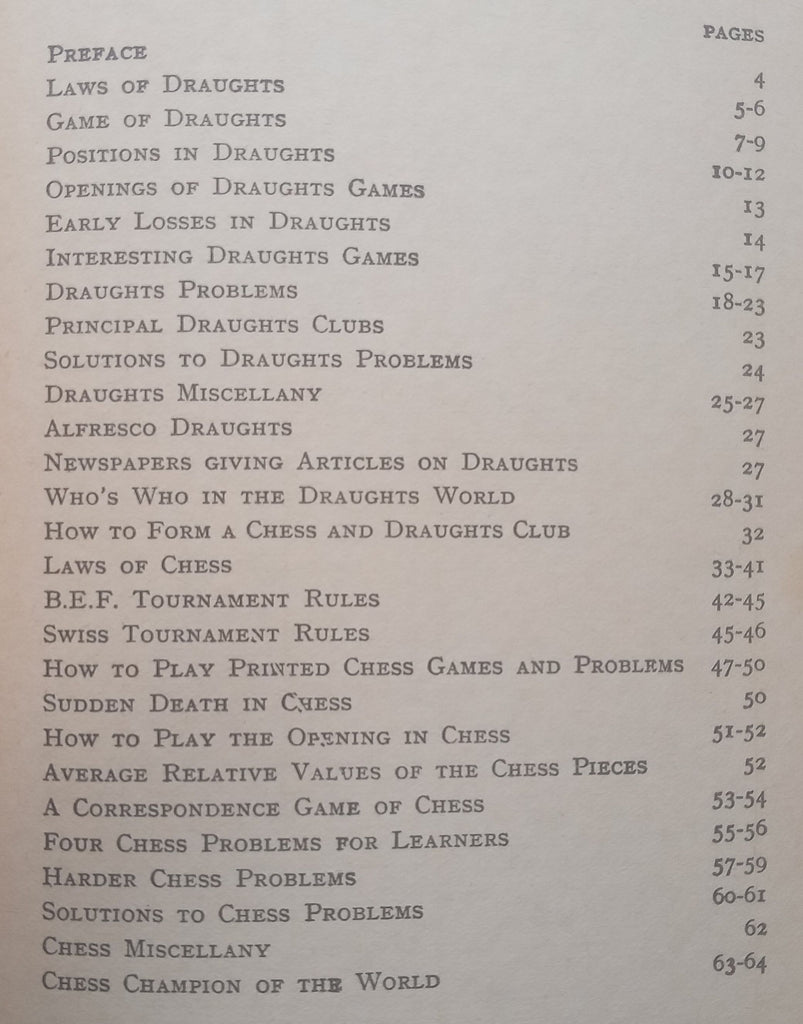 PAGES
PREFACE 4
LAWS OF DRAUGHTS 5-6
GAME OF DRAUGHTS 7-9
POSITIONS IN DRAUGHTS 10-12
OPENINGS OF DRAUGHTS GAMES 13
EARLY LOSSES IN DRAUGHTS 14
INTERESTING DRAUGHTS GAMES 15-17
DRAUGHTS PROBLEMS 18-23
PRINCIPAL DRAUGHTS CLUBS 23
SOLUTIONS TO DRAUGHTS PROBLEMS 24
DRAUGHTS MISCELLANY 25-27
ALFRESCO DRAUGHTS 27
NEWSPAPERS GIVING ARTICLES ON DRAUGHTS 27
WHO'S WHO IN THE DRAUGHTS WORLD 28-31
HOW TO FORM A CHESS AND DRAUGHTS CLUB 32
LAWS OF CHESS 33-41
B.E.F. TOURNAMENT RULES 42-45
SWISS TOURNAMENT RULES 45-46
HOW TO PLAY PRINTED CHESS GAMES AND PROBLEMS 47-50
SUDDEN DEATH IN CHESS 50
HOW TO PLAY THE OPENING IN CHESS 51-52
AVERAGE RELATIVE VALUES OF THE CHESS PIECES 52
A CORRESPONDENCE GAME OF CHESS 53-54
FOUR CHESS PROBLEMS FOR LEARNERS 55-56
HARDER CHESS PROBLEMS 57-59
SOLUTIONS TO CHESS PROBLEMS 60-61
CHESS MISCELLANY 62
CHESS CHAMPION OF THE WORLD 63-64